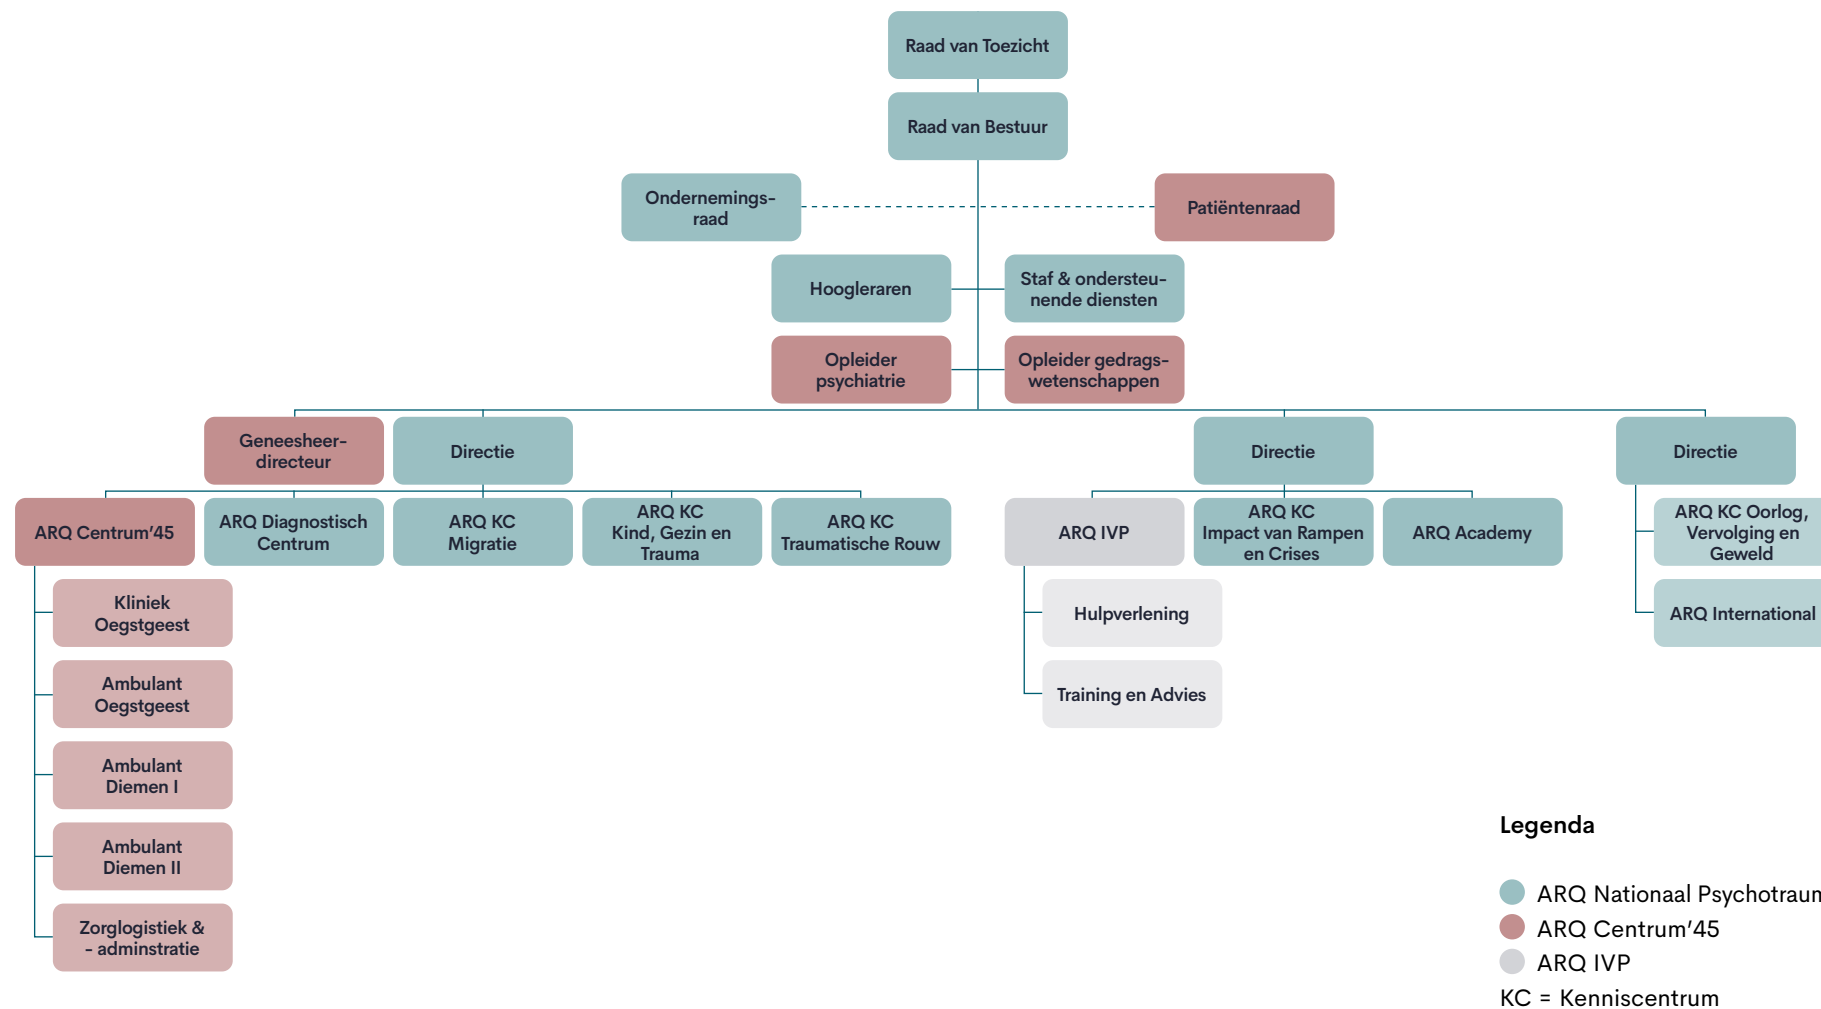 Raad van Toezicht
Raad van Bestuur
Ondernemings-
raad
Patiëntenraad
Hoogleraren
Staf & ondersteu-
nende diensten
Opleider
psychiatrie
Opleider gedrags-
wetenschappen
Geneesheer-
directeur
Directie
Directie
Directie
ARQ Centrum'45
ARQ Diagnostisch
Centrum
ARQ KC
Migratie
ARQ KC
Kind, Gezin en
Trauma
ARQ KC
Traumatische Rouw
ARQ IVP
ARQ KC
Impact van Rampen
en Crises
ARQ Academy
ARQ KC Oorlog,
Vervolging en
Geweld
ARQ International
Kliniek
Oegstgeest
Ambulant
Oegstgeest
Ambulant
Diemen I
Ambulant
Diemen II
Zorglogistiek &
- adminstratie
Hulpverlening
Training en Advies
Legenda
ARQ Nationaal
ARQ Centrum'45
ARQ IVP
KC = Kenniscentrum